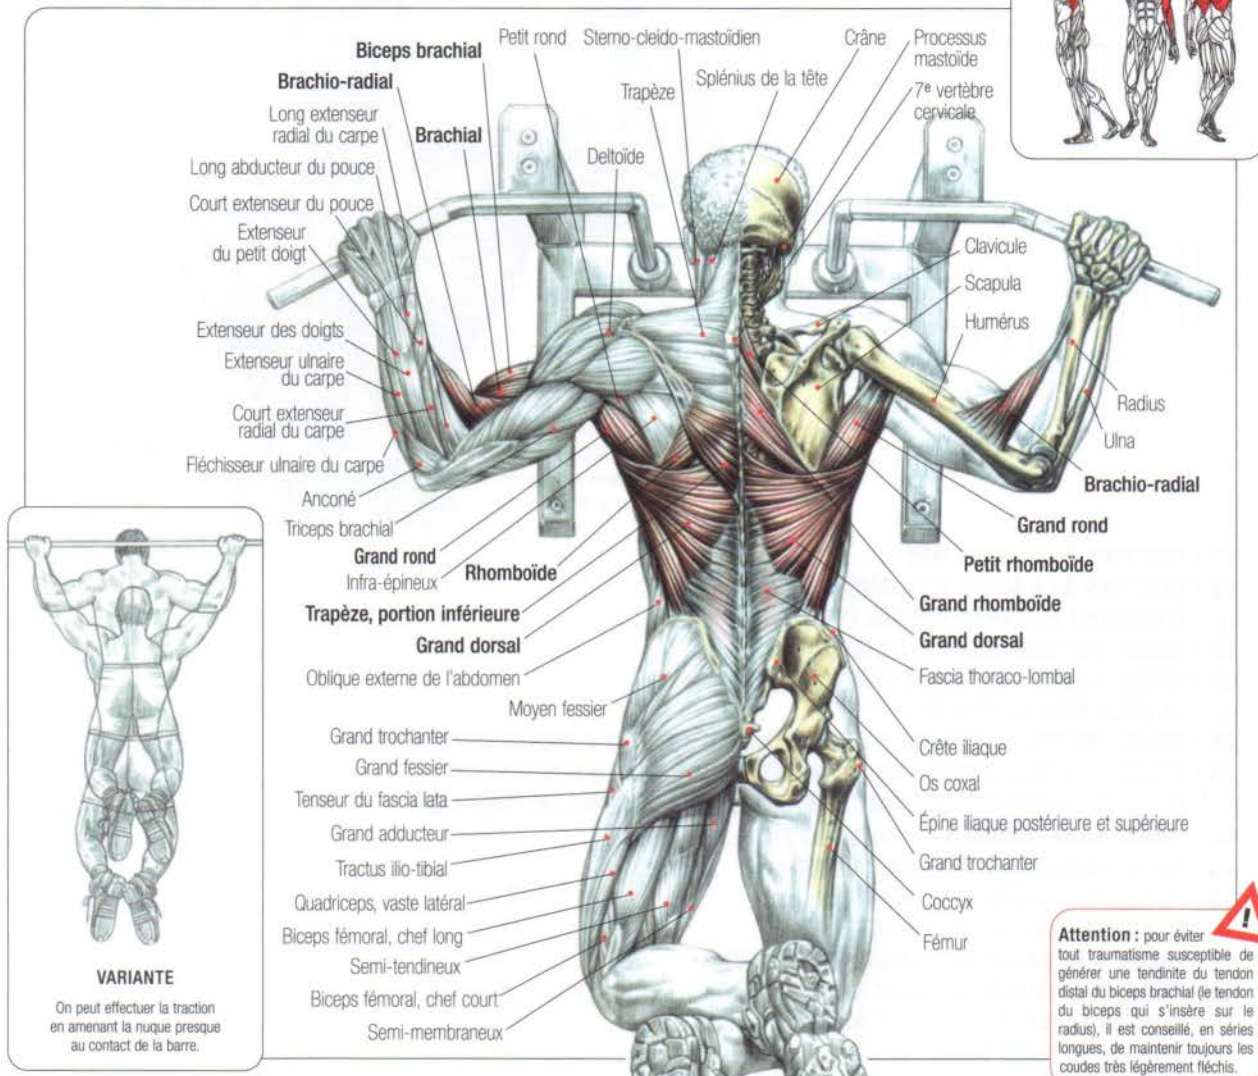 Biceps brachial
Petit rond
Sterno-cleido-mastoïdien
Crâne
Processus
mastoïde
Brachio-radial
Trapèze
Splénius de la tête
7e vertèbre
cervicale
Long extenseur
radial du carpe
Brachial
Deltoïde
Long abducteur du pouce
Court extenseur du pouce
Extenseur
du petit doigt
Clavicule
Scapula
Humérus
Extenseur des doigts
Extenseur ulnaire
du carpe
Court extenseur
radial du carpe
Fléchisseur ulnaire du carpe
Anconé
Triceps brachial
Grand rond
Infra-épineux
Rhomboïde
Trapèze, portion inférieure
Grand dorsal
Oblique externe de l'abdomen
Moyen fessier
Grand trochanter
Grand fessier
Tenseur du fascia lata
Grand adducteur
Tractus ilio-tibial
Quadriceps, vaste latéral
Biceps fémoral, chef long
Semi-tendineux
Biceps fémoral, chef court
Semi-membraneux
Radius
Ulna
Brachio-radial
Grand rond
Petit rhomboïde
Grand rhomboïde
Grand dorsal
Fascia thoraco-lombal
Crête iliaque
Os coxal
Épine iliaque postérieure et supérieure
Grand trochanter
Coccyx
Fémur
VARIANTE
On peut effectuer la traction
en amenant la nuque presque
au contact de la barre.
!
Attention : pour éviter
tout traumatisme susceptible de
générer une tendinite du tendon
distal du biceps brachial (le tendon
du biceps qui s'insère sur le
radius), il est conseillé, en séries
longues, de maintenir toujours les
coudes très légèrement fléchis.